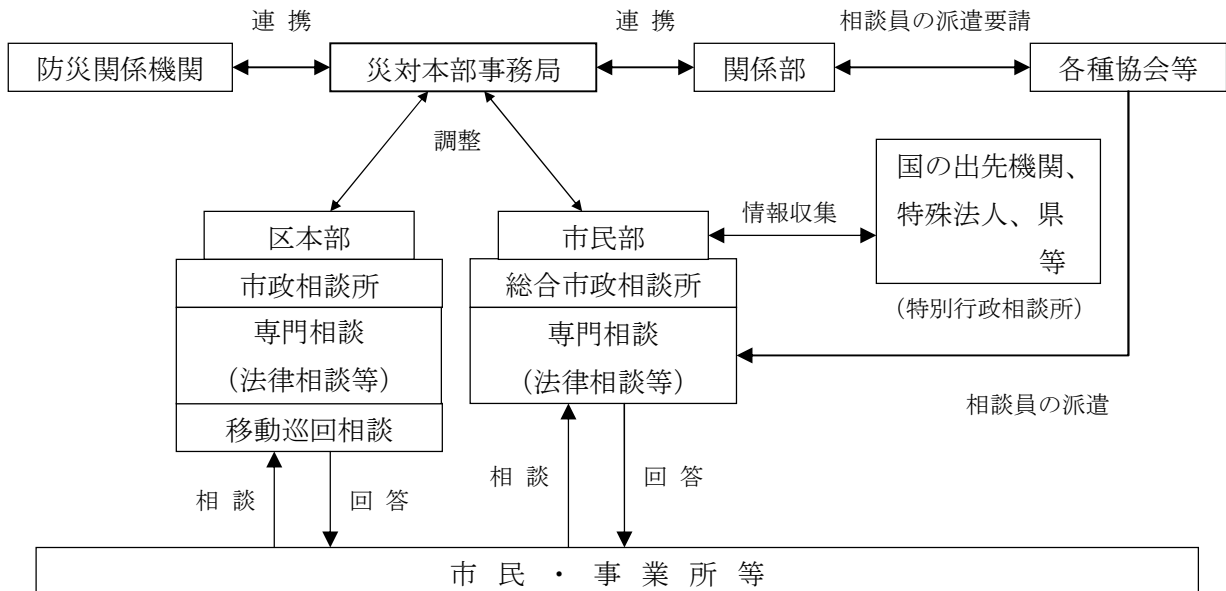 連 携
連 携
相談員の派遣要請
防災関係機関
災対本部事務局
関係部
各種協会等
調整
国の出先機関、
特殊法人、県
等
(特別行政相談所)
情報収集
区本部
市政相談所
専門相談
(法律相談等)
移動巡回相談
市民部
総合市政相談所
専門相談
(法律相談等)
相談員の派遣
相 談
回 答
相 談
回 答
市 民 ・ 事 業 所 等